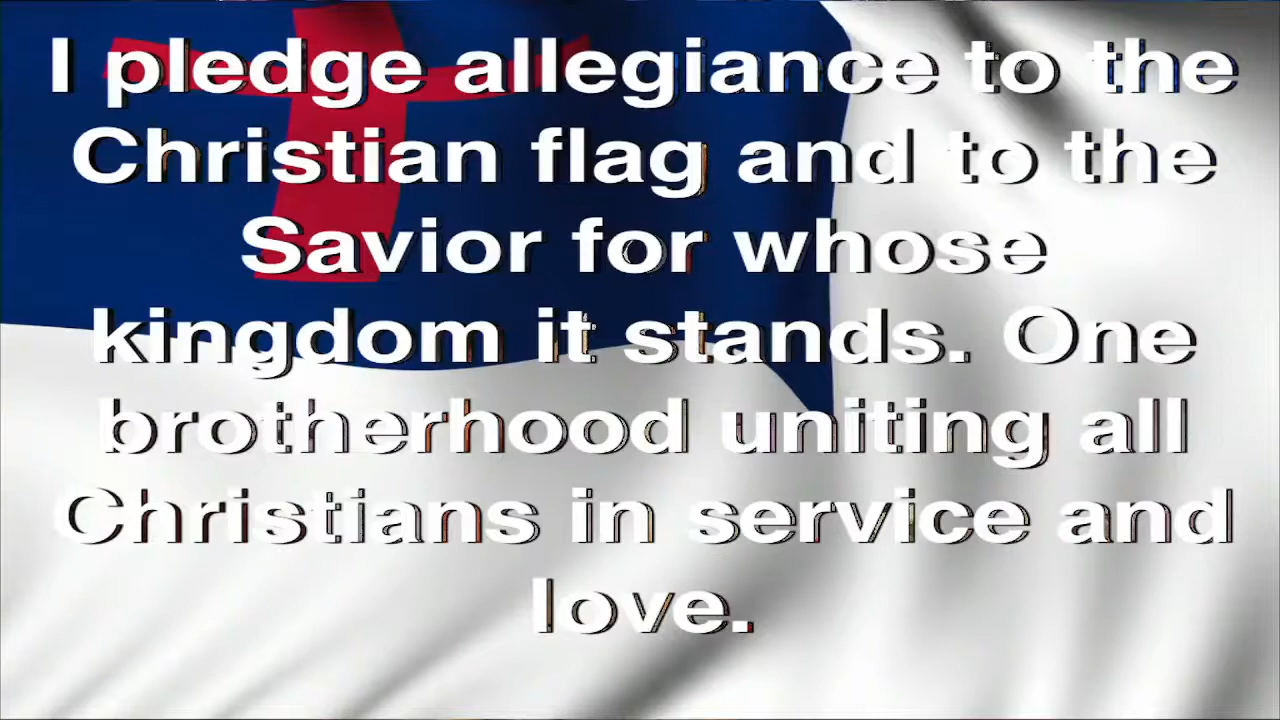 I pledge allegiance to the
Christian flag and to the
Savior for whose
kingdom it stands. One
brotherhood uniting all
Christians in service and
love.